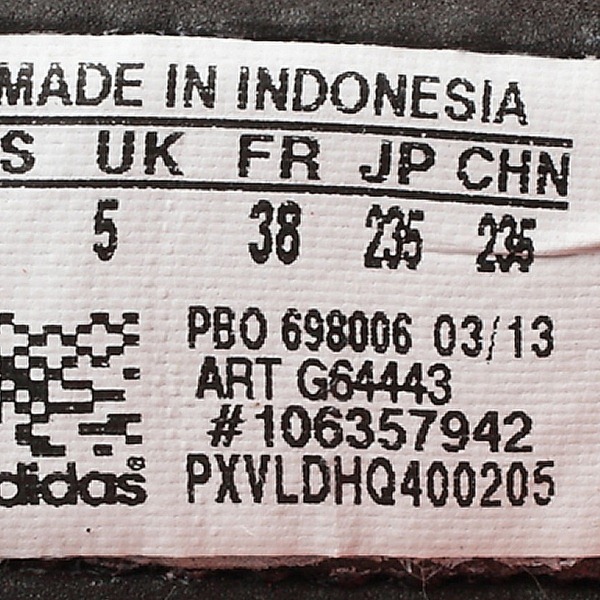 MADE IN INDONESIA
S UK FR JP CHN
5 38 235 235
PBO 698006 03/13
ART G64443
#106357942
adidas® PXVLDHQ400205